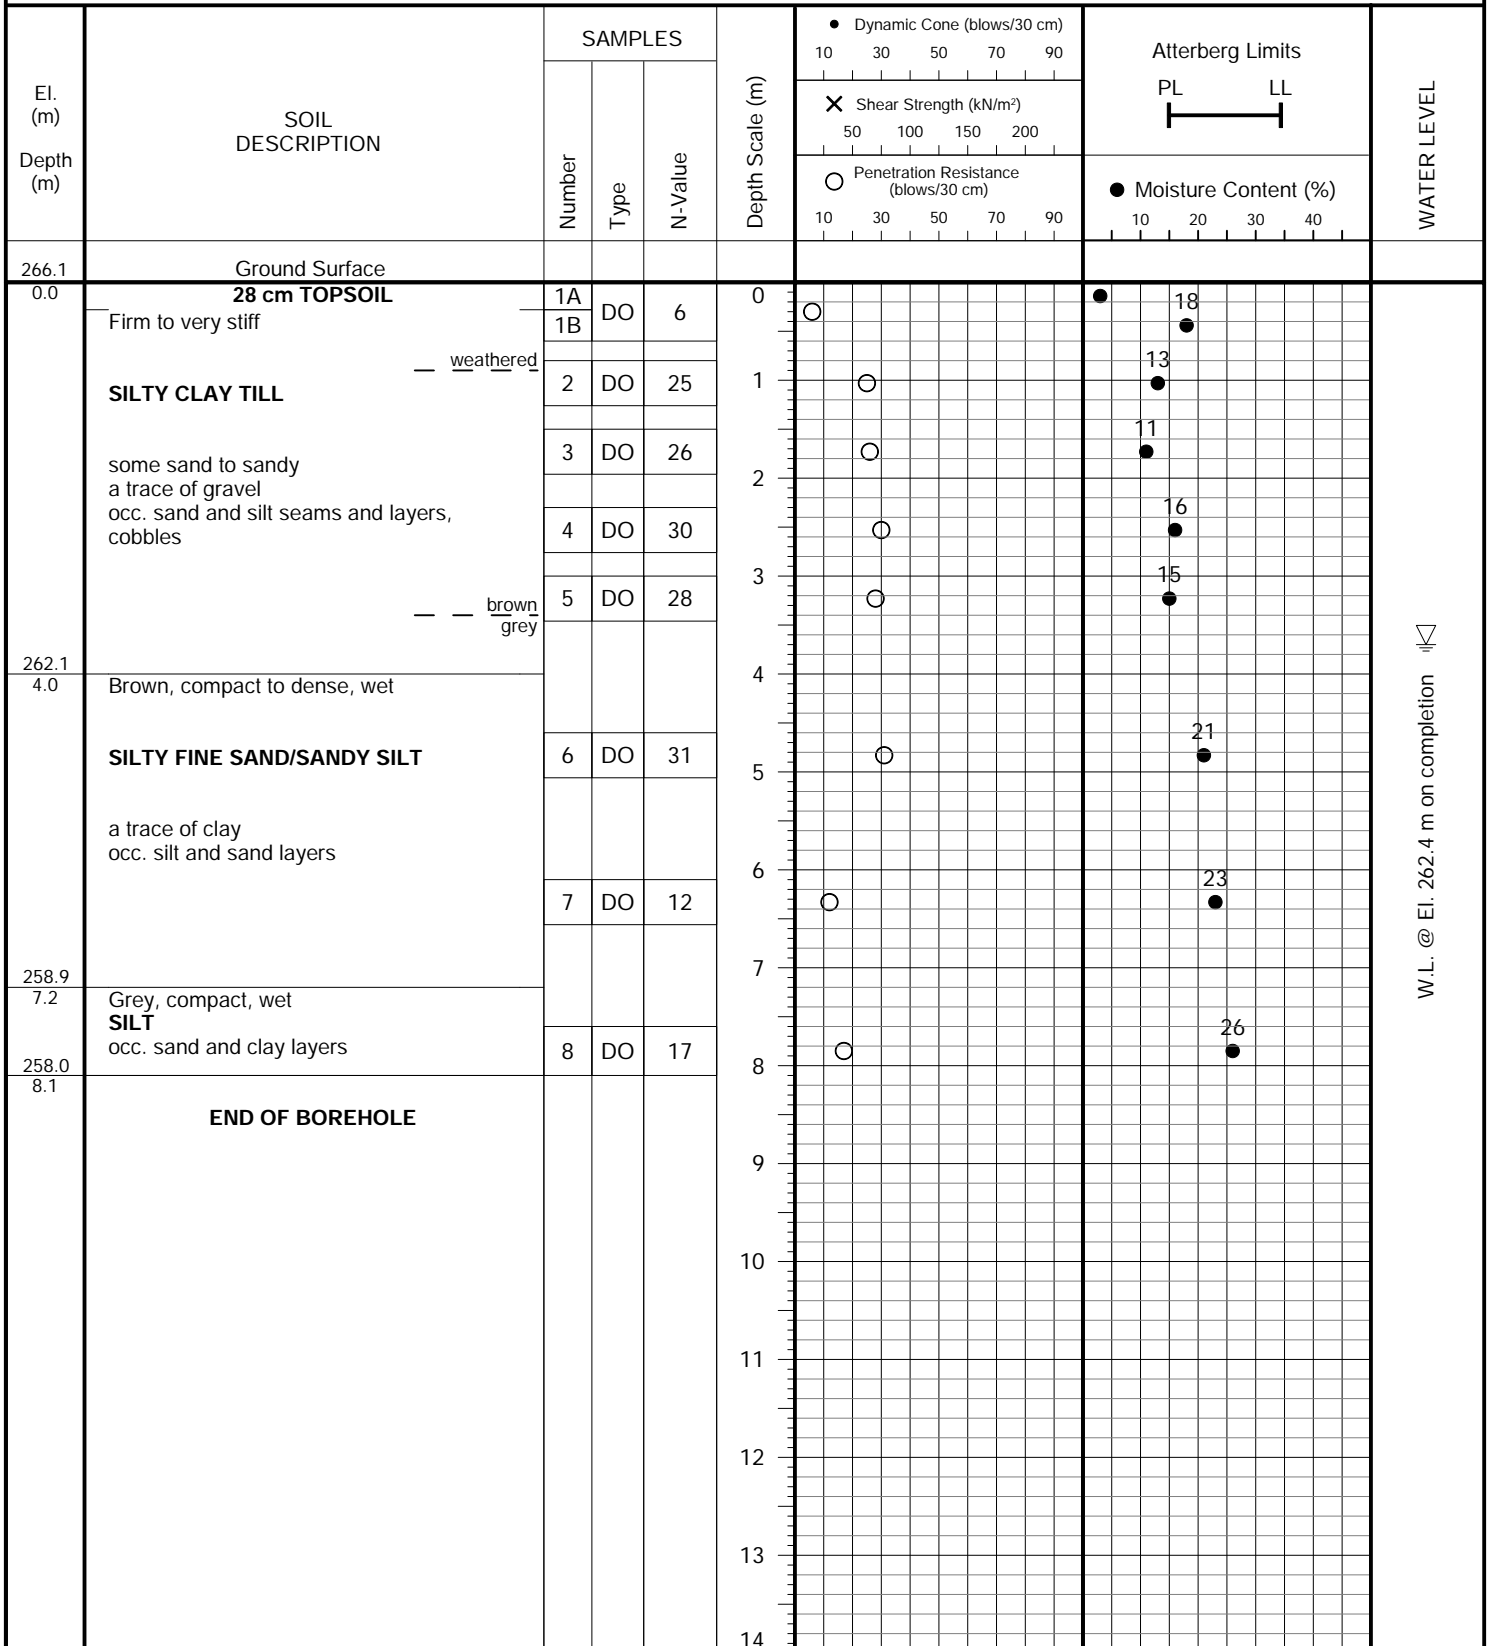 El.
(m)
Depth
(m)
SOIL
DESCRIPTION
SAMPLES
Number
Type
N-Value
Depth Scale (m)
Dynamic Cone (blows/30 cm)
10 30 50 70 90
Shear Strength (kN/m²)
50 100 150 200
Penetration Resistance
(blows/30 cm)
10 30 50 70 90
Atterberg Limits
PL LL
Moisture Content (%)
10 20 30 40
WATER LEVEL
266.1 Ground Surface
0.0 28 cm TOPSOIL 1A DO 6 0
Firm to very stiff 1B 18
weathered
SILTY CLAY TILL 2 DO 25 1 13
some sand to sandy 3 DO 26 11
a trace of gravel 2
occ. sand and silt seams and layers, 16
cobbles 4 DO 30
3 15
brown 5 DO 28
grey
262.1
4.0 Brown, compact to dense, wet 4
SILTY FINE SAND/SANDY SILT 6 DO 31 21
5
a trace of clay
occ. silt and sand layers
6
7 DO 12 23
258.9 7
7.2 Grey, compact, wet
SILT 26
occ. sand and clay layers 8 DO 17
258.0 8
8.1
END OF BOREHOLE
9
10
11
12
13
14
W.L. @ El. 262.4 m on completion